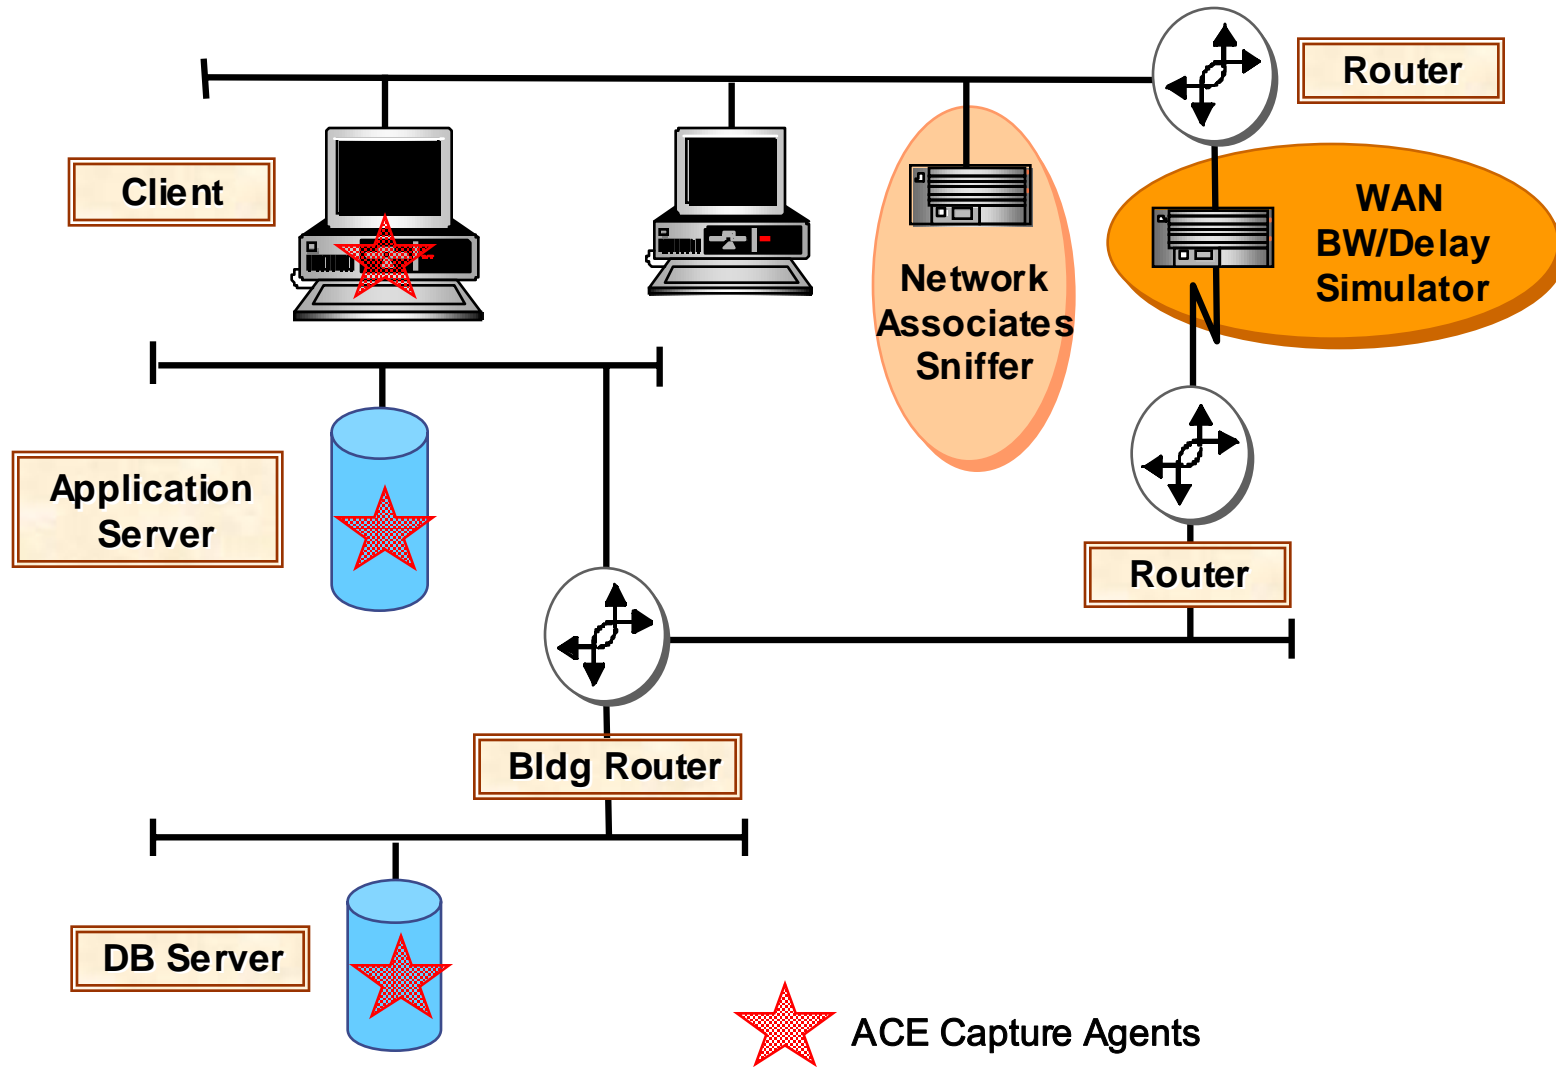 Router
Client
WAN
BW/Delay
Simulator
Network
Associates
Sniffer
Application
Server
Router
Bldg Router
DB Server
ACE Capture Agents